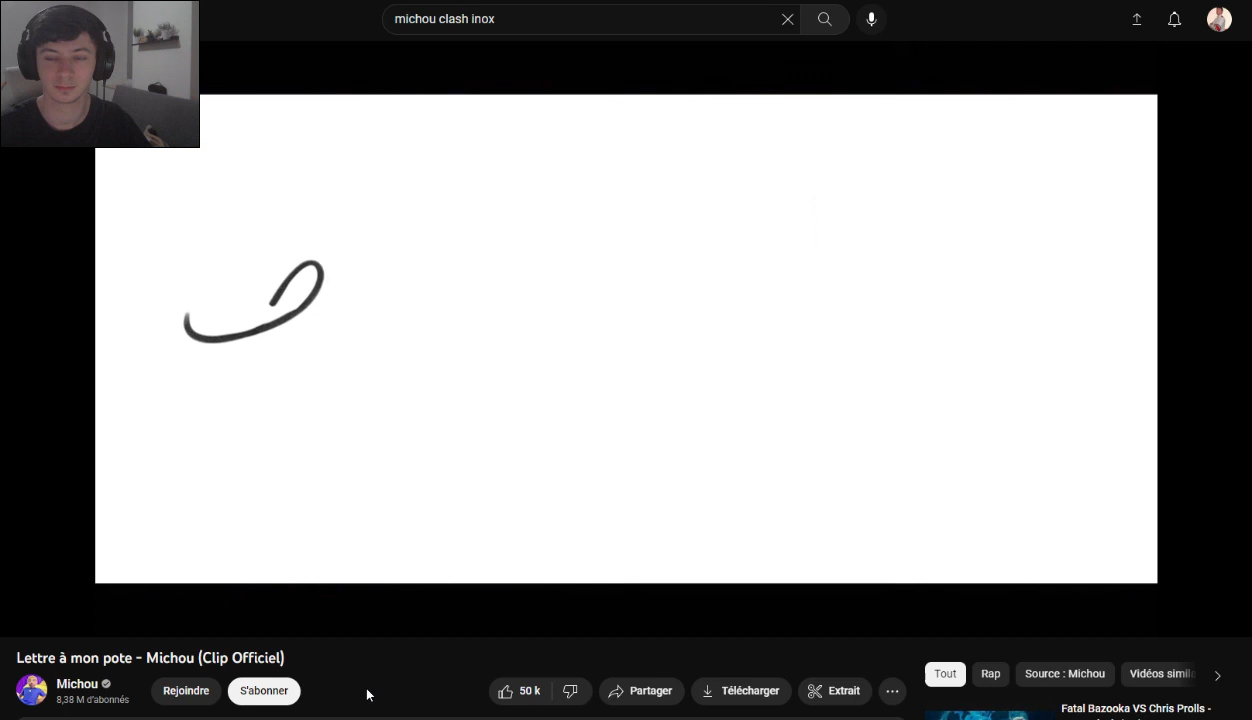 michou clash inox
Lettre à mon pote - Michou (Clip Officiel)
Michou
8,38 M d'abonnés
Rejoindre
S'abonner
50 k
Partager
Télécharger
Extrait
Tout
Rap
Source : Michou
Vidéos simila
Fatal Bazooka VS Chris Prolls -